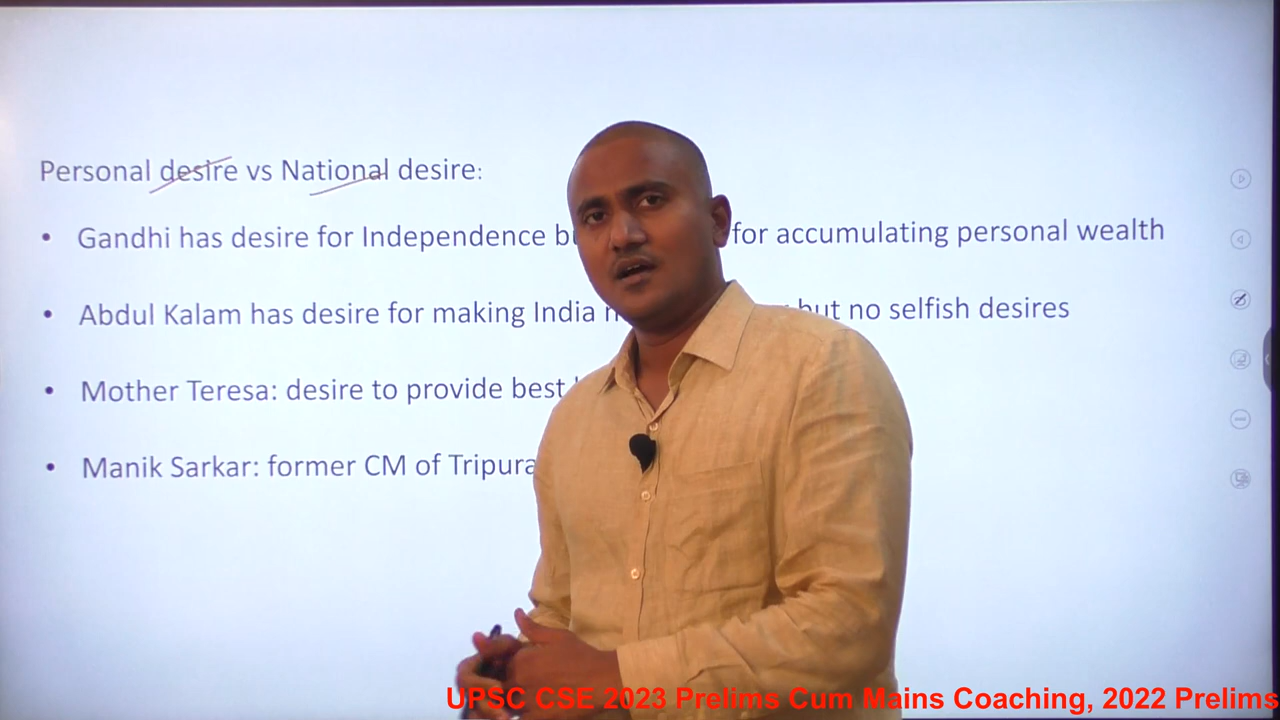 Personal desire vs National desire:
• Gandhi has desire for Independence for accumulating personal wealth
• Abdul Kalam has desire for making India but no selfish desires
• Mother Teresa: desire to provide best
• Manik Sarkar: former CM of Tripura
UPSC CSE 2023 Prelims Cum Mains Coaching, 2022 Prelims